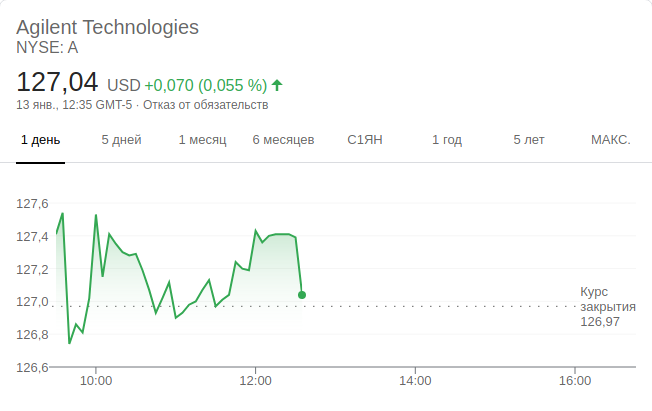 Agilent Technologies
NYSE: A
127,04 USD +0,070 (0,055 %)
13 янв., 12:35 GMT-5 · Отказ от обязательств
1 день 5 дней 1 месяц 6 месяцев С1ЯН 1 год 5 лет МАКС.
127,6
127,4
127,2
127,0
126,8
126,6
Курс
закрытия
126,97
10:00 12:00 14:00 16:00